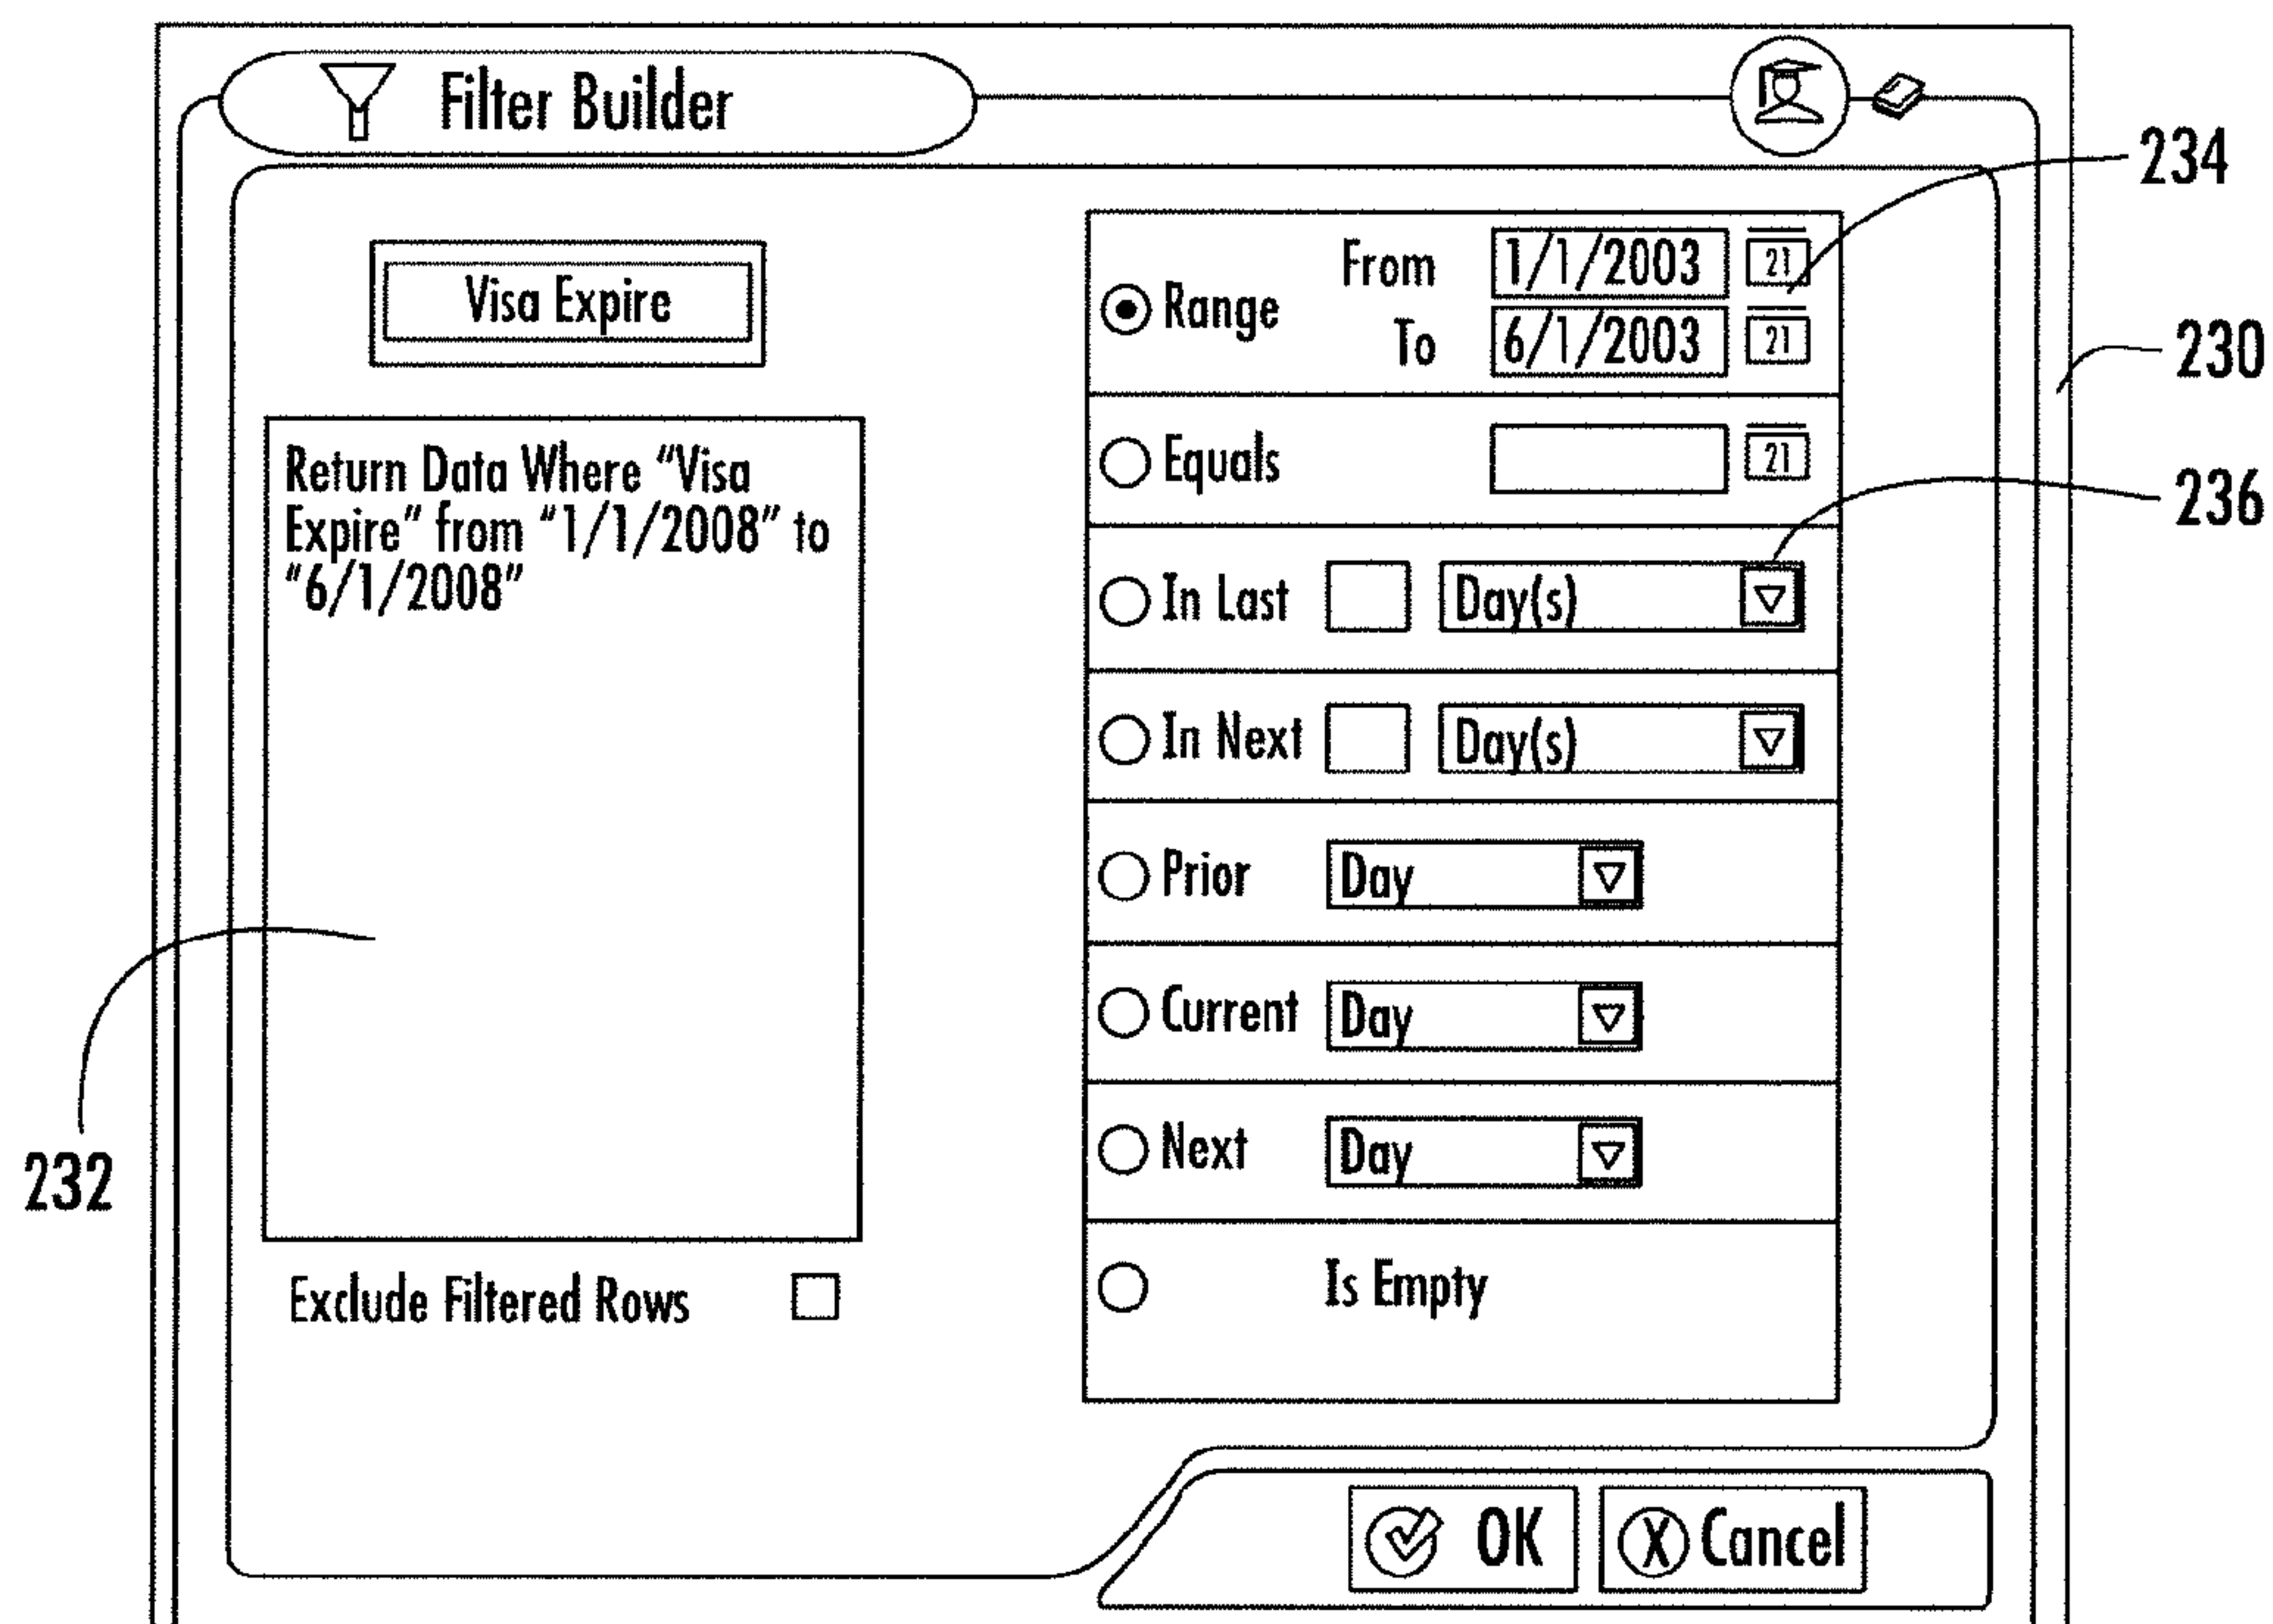 Filter Builder
234
Visa Expire
Range From 1/1/2003 21
To 6/1/2003 21
230
Return Data Where “Visa
Expire” from “1/1/2008” to
“6/1/2008”
Equals 21
236
In Last Day(s)
In Next Day(s)
Prior Day
Current Day
Next Day
232
Is Empty
Exclude Filtered Rows
OK X Cancel